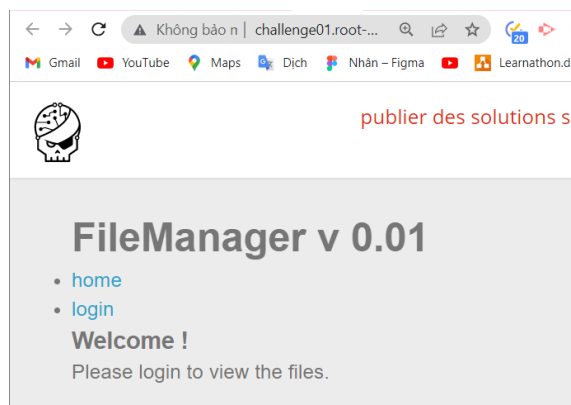 Không bảo n | challenge01.root-...
20
Gmail YouTube Maps Dịch Nhân – Figma Learnathon.d
publier des solutions s
FileManager v 0.01
home
login
Welcome !
Please login to view the files.